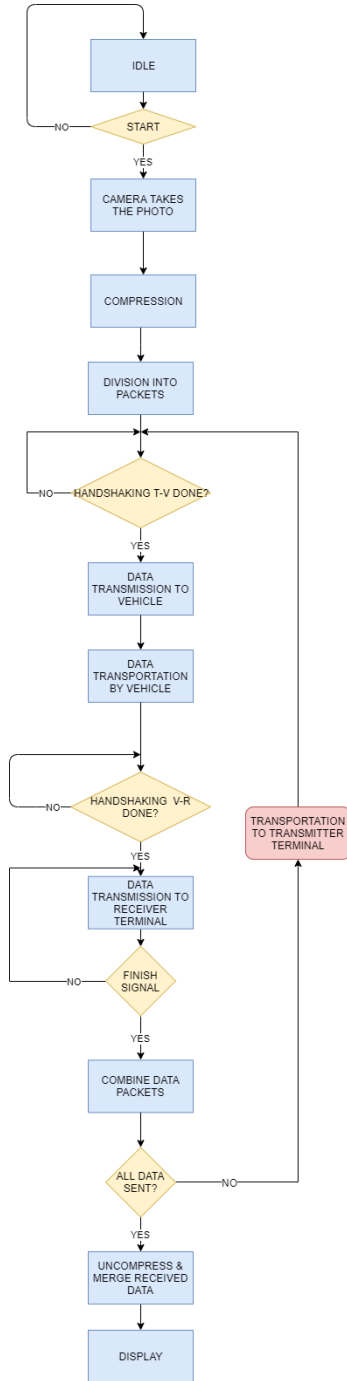 IDLE
NO
START
YES
CAMERA TAKES
THE PHOTO
COMPRESSION
DIVISION INTO
PACKETS
NO
HANDSHAKING T-V DONE?
YES
DATA
TRANSMISSION TO
VEHICLE
DATA
TRANSPORTATION
BY VEHICLE
NO
HANDSHAKING V-R
DONE?
TRANSPORTATION
TO TRANSMITTER
TERMINAL
YES
DATA
TRANSMISSION TO
RECEIVER
TERMINAL
NO
FINISH
SIGNAL
YES
COMBINE DATA
PACKETS
ALL DATA
SENT?
NO
YES
UNCOMPRESS &
MERGE RECEIVED
DATA
DISPLAY